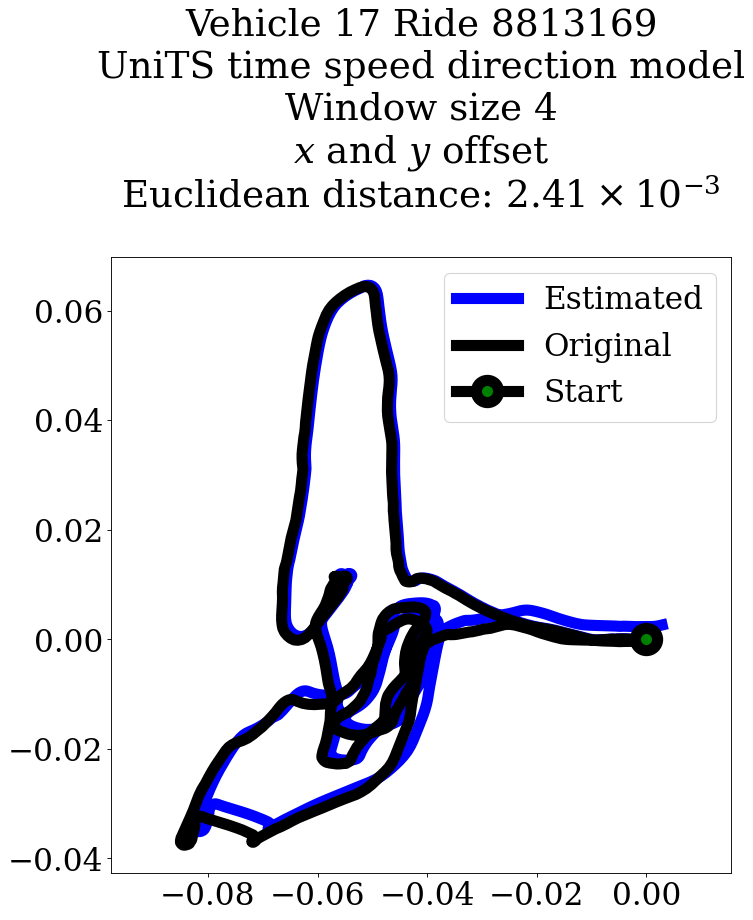 Vehicle 17 Ride 8813169
UniTS time speed direction model
Window size 4
x and y offset
Euclidean distance: 2.41 × 10⁻³
Estimated
Original
Start
0.06
0.04
0.02
0.00
−0.02
−0.04
−0.08 −0.06 −0.04 −0.02 0.00